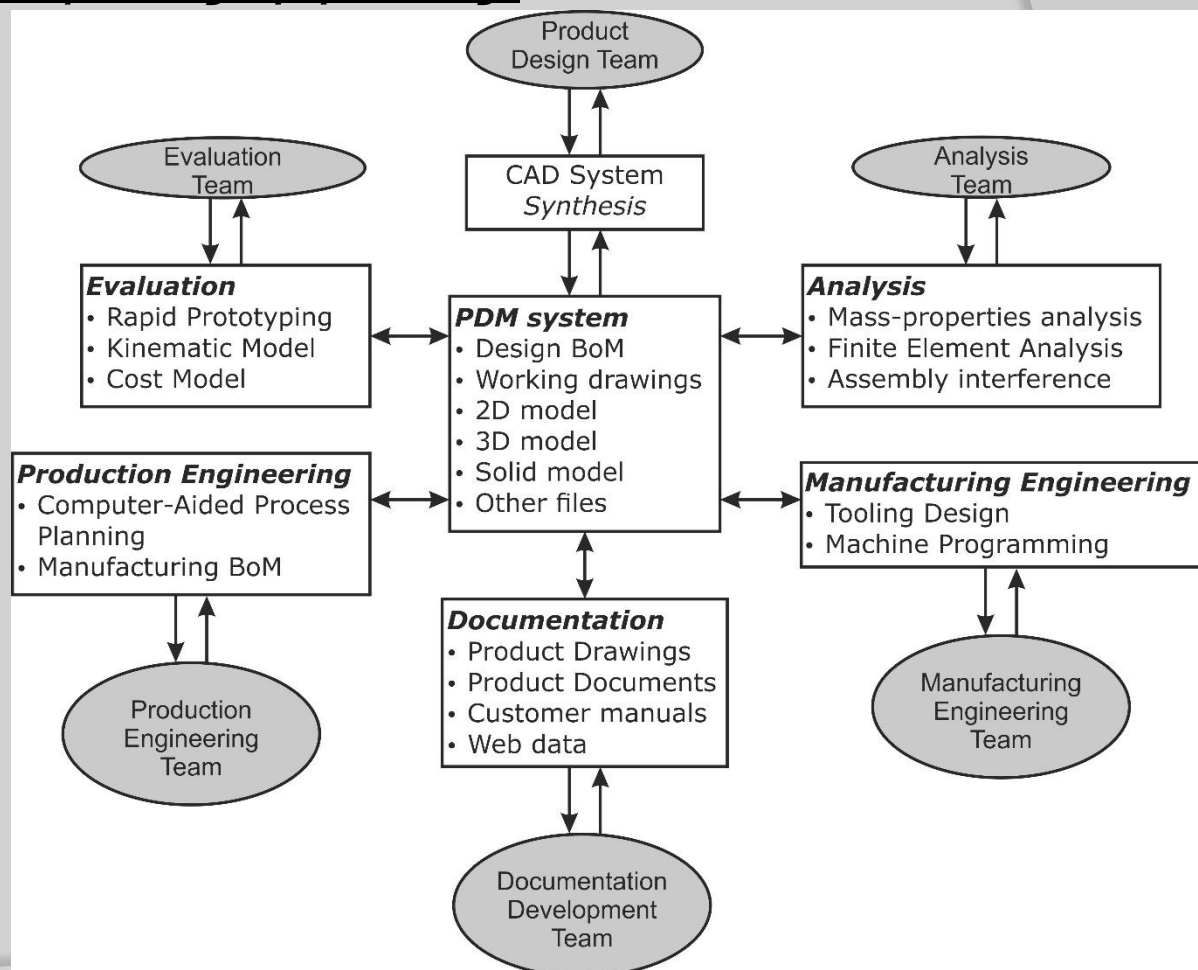 Product
Design Team
Evaluation
Team
Analysis
Team
CAD System
Synthesis
Evaluation
• Rapid Prototyping
• Kinematic Model
• Cost Model
PDM system
• Design BoM
• Working drawings
• 2D model
• 3D model
• Solid model
• Other files
Analysis
• Mass-properties analysis
• Finite Element Analysis
• Assembly interference
Production Engineering
• Computer-Aided Process
Planning
• Manufacturing BoM
Manufacturing Engineering
• Tooling Design
• Machine Programming
Documentation
• Product Drawings
• Product Documents
• Customer manuals
• Web data
Production
Engineering
Team
Manufacturing
Engineering
Team
Documentation
Development
Team